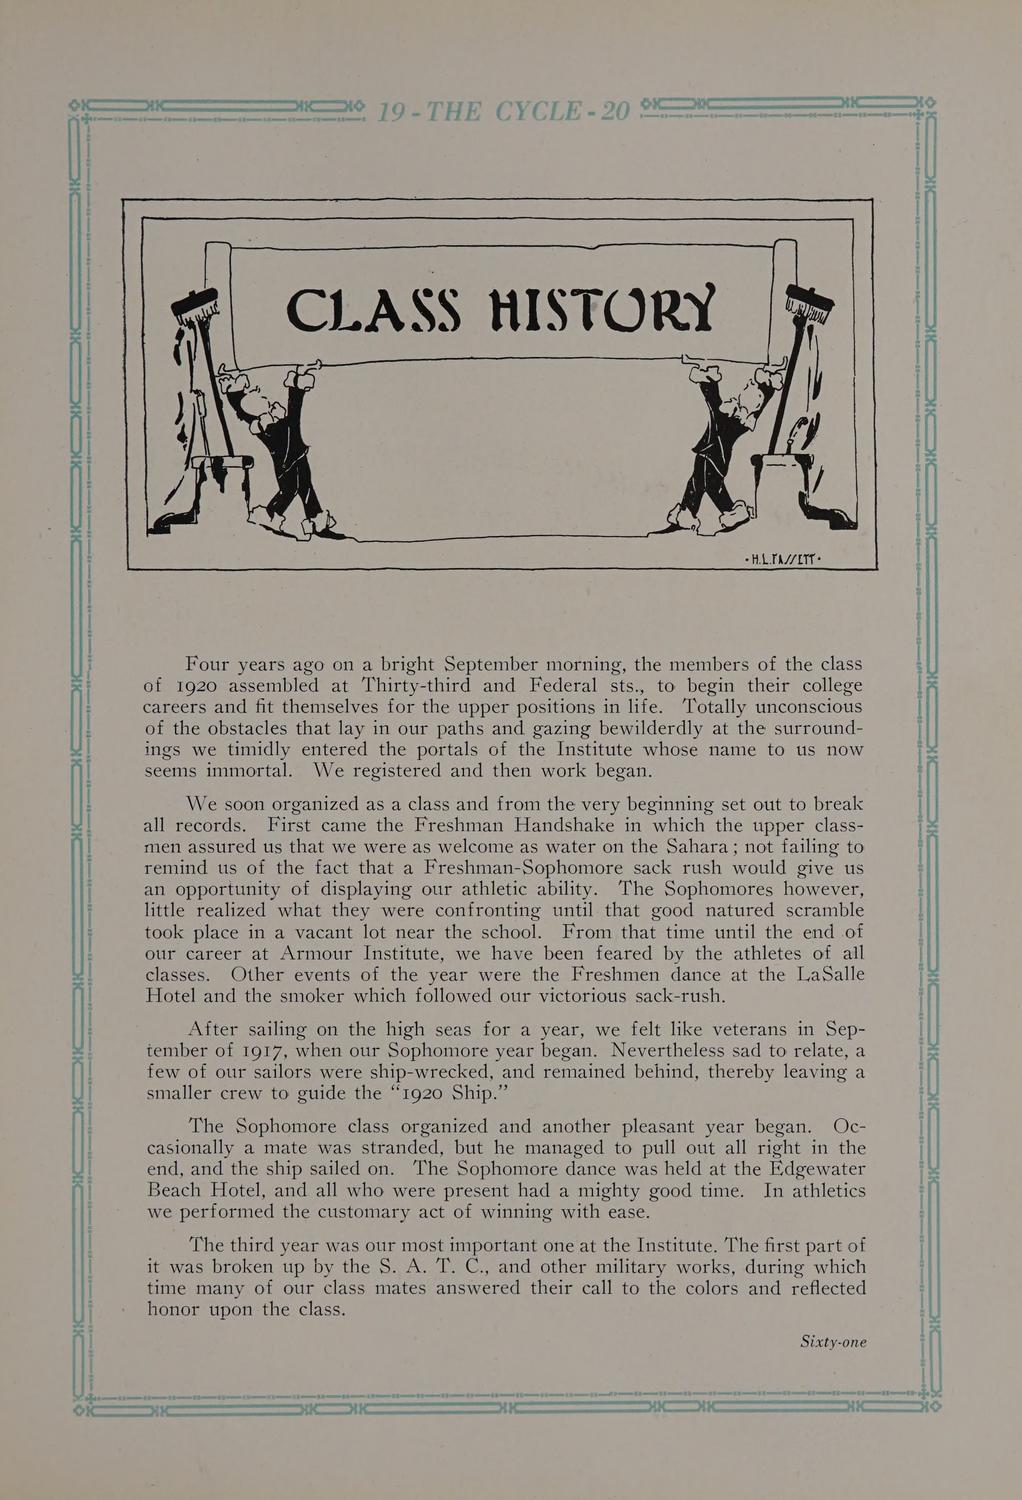 19-THE CYCLE-20
CLASS HISTORY
·H.L.FASSETT·
Four years ago on a bright September morning, the members of the class
of 1920 assembled at Thirty-third and Federal sts., to begin their college
careers and fit themselves for the upper positions in life. Totally unconscious
of the obstacles that lay in our paths and gazing bewilderdly at the surround-
ings we timidly entered the portals of the Institute whose name to us now
seems immortal. We registered and then work began.
We soon organized as a class and from the very beginning set out to break
all records. First came the Freshman Handshake in which the upper class-
men assured us that we were as welcome as water on the Sahara; not failing to
remind us of the fact that a Freshman-Sophomore sack rush would give us
an opportunity of displaying our athletic ability. The Sophomores however,
little realized what they were confronting until that good natured scramble
took place in a vacant lot near the school. From that time until the end of
our career at Armour Institute, we have been feared by the athletes of all
classes. Other events of the year were the Freshmen dance at the LaSalle
Hotel and the smoker which followed our victorious sack-rush.
After sailing on the high seas for a year, we felt like veterans in Sep-
tember of 1917, when our Sophomore year began. Nevertheless sad to relate, a
few of our sailors were ship-wrecked, and remained behind, thereby leaving a
smaller crew to guide the “1920 Ship.”
The Sophomore class organized and another pleasant year began. Oc-
casionally a mate was stranded, but he managed to pull out all right in the
end, and the ship sailed on. The Sophomore dance was held at the Edgewater
Beach Hotel, and all who were present had a mighty good time. In athletics
we performed the customary act of winning with ease.
The third year was our most important one at the Institute. The first part of
it was broken up by the S. A. T. C., and other military works, during which
time many of our class mates answered their call to the colors and reflected
honor upon the class.
Sixty-one